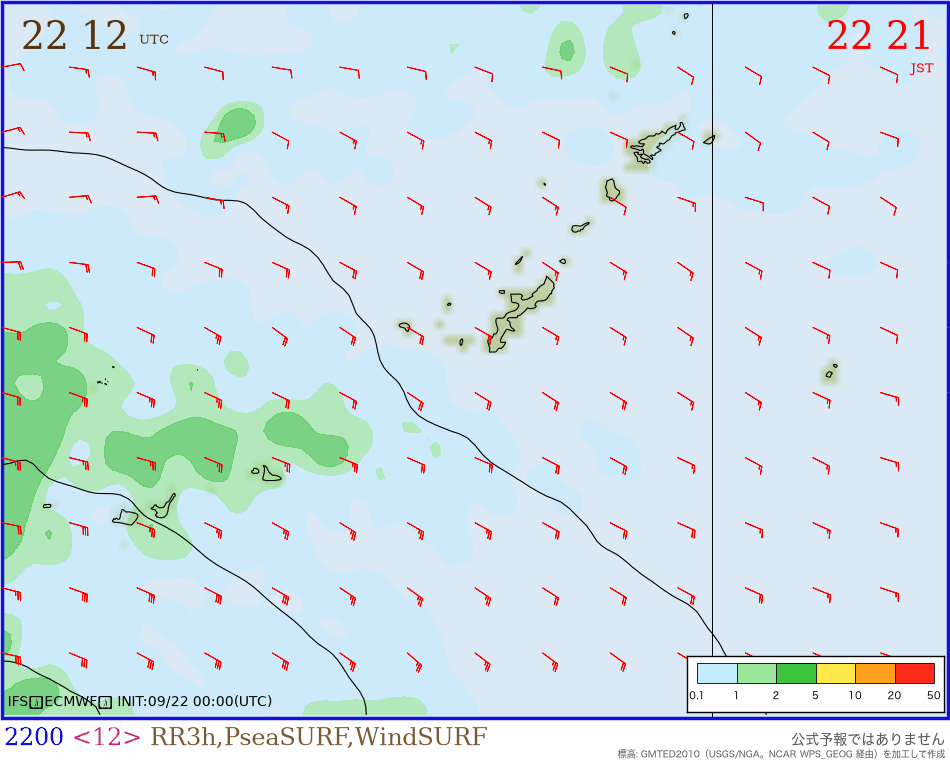 22 12 UTC
22 21
JST
IFS□ECMWF□ INIT:09/22 00:00(UTC)
0.1 1 2 5 10 20 50
2200 <12> RR3h,PseaSURF,WindSURF
公式予報ではありません
標高: GMTED2010（USGS/NGA。NCAR WPS_GEOG 経由）を加工して作成